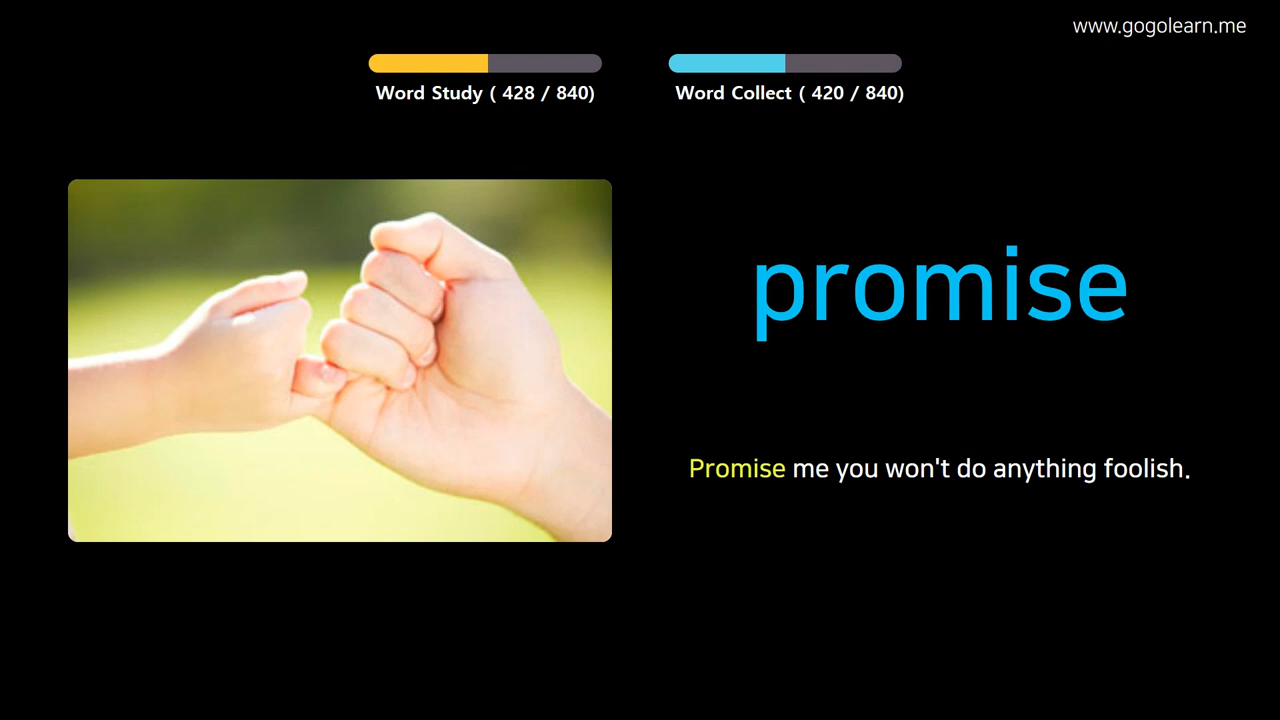 www.gogolearn.me
Word Study ( 428 / 840)
Word Collect ( 420 / 840)
promise
Promise me you won't do anything foolish.